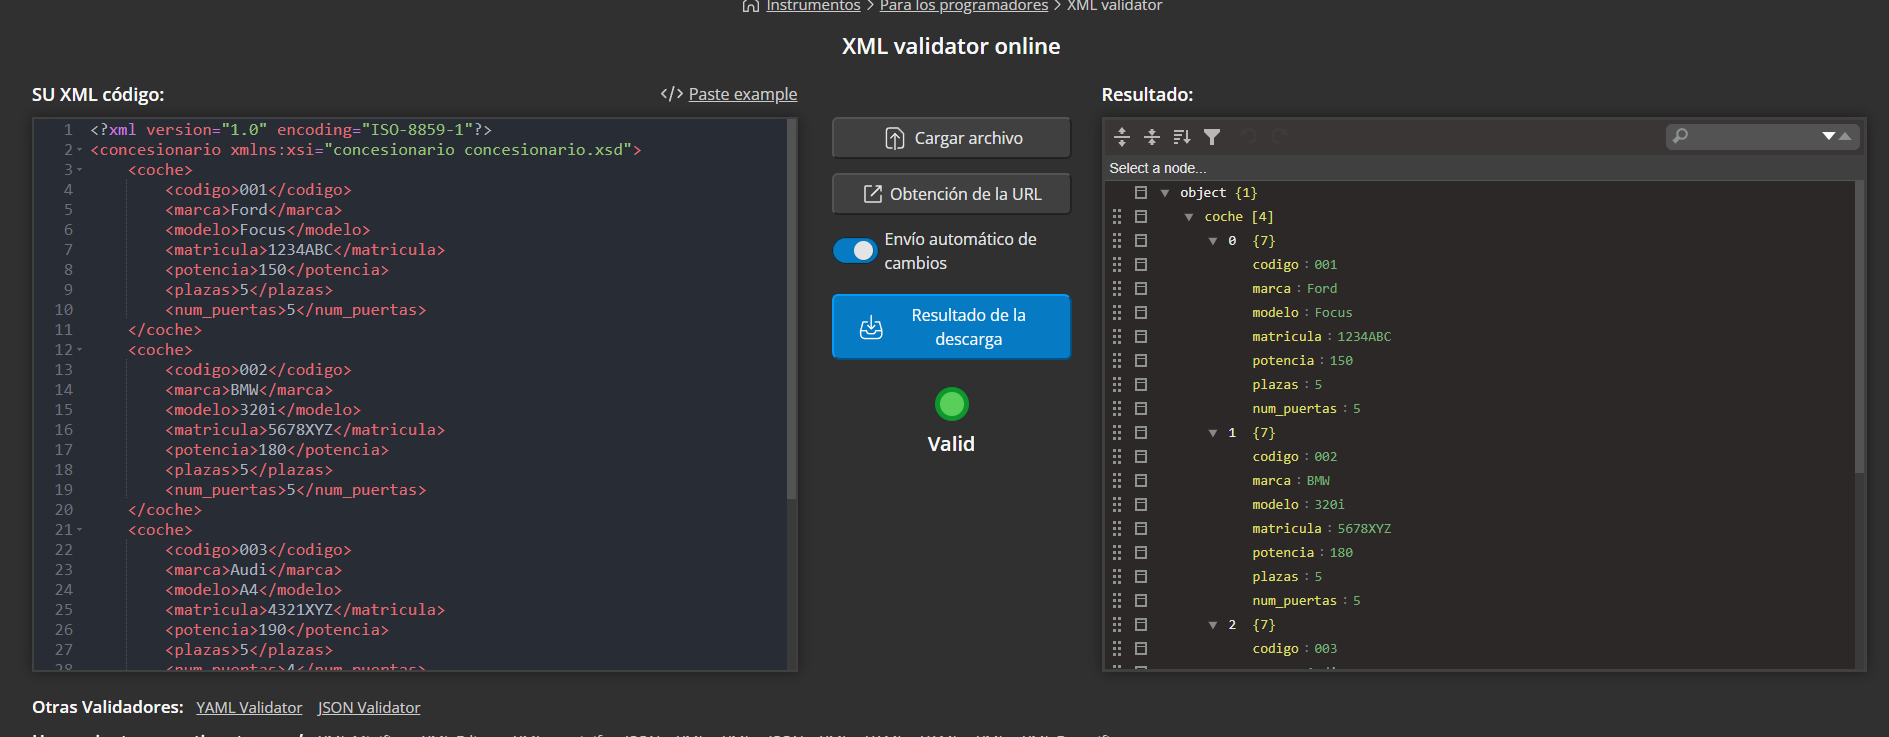 Instrumentos > Para los programadores > XML validator
XML validator online
SU XML código:
</> Paste example
1 <?xml version="1.0" encoding="ISO-8859-1"?>
2 <concesionario xmlns:xsi="concesionario concesionario.xsd">
3 <coche>
4 <codigo>001</codigo>
5 <marca>Ford</marca>
6 <modelo>Focus</modelo>
7 <matricula>1234ABC</matricula>
8 <potencia>150</potencia>
9 <plazas>5</plazas>
10 <num_puertas>5</num_puertas>
11 </coche>
12 <coche>
13 <codigo>002</codigo>
14 <marca>BMW</marca>
15 <modelo>320i</modelo>
16 <matricula>5678XYZ</matricula>
17 <potencia>180</potencia>
18 <plazas>5</plazas>
19 <num_puertas>5</num_puertas>
20 </coche>
21 <coche>
22 <codigo>003</codigo>
23 <marca>Audi</marca>
24 <modelo>A4</modelo>
25 <matricula>4321XYZ</matricula>
26 <potencia>190</potencia>
27 <plazas>5</plazas>
28 <num_puertas>4</num_puertas>
Cargar archivo
Obtención de la URL
Envío automático de
cambios
Resultado de la
descarga
Valid
Resultado:
Select a node...
object {1}
coche [4]
0 {7}
codigo : 001
marca : Ford
modelo : Focus
matricula : 1234ABC
potencia : 150
plazas : 5
num_puertas : 5
1 {7}
codigo : 002
marca : BMW
modelo : 320i
matricula : 5678XYZ
potencia : 180
plazas : 5
num_puertas : 5
2 {7}
codigo : 003
Otras Validadores: YAML Validator JSON Validator